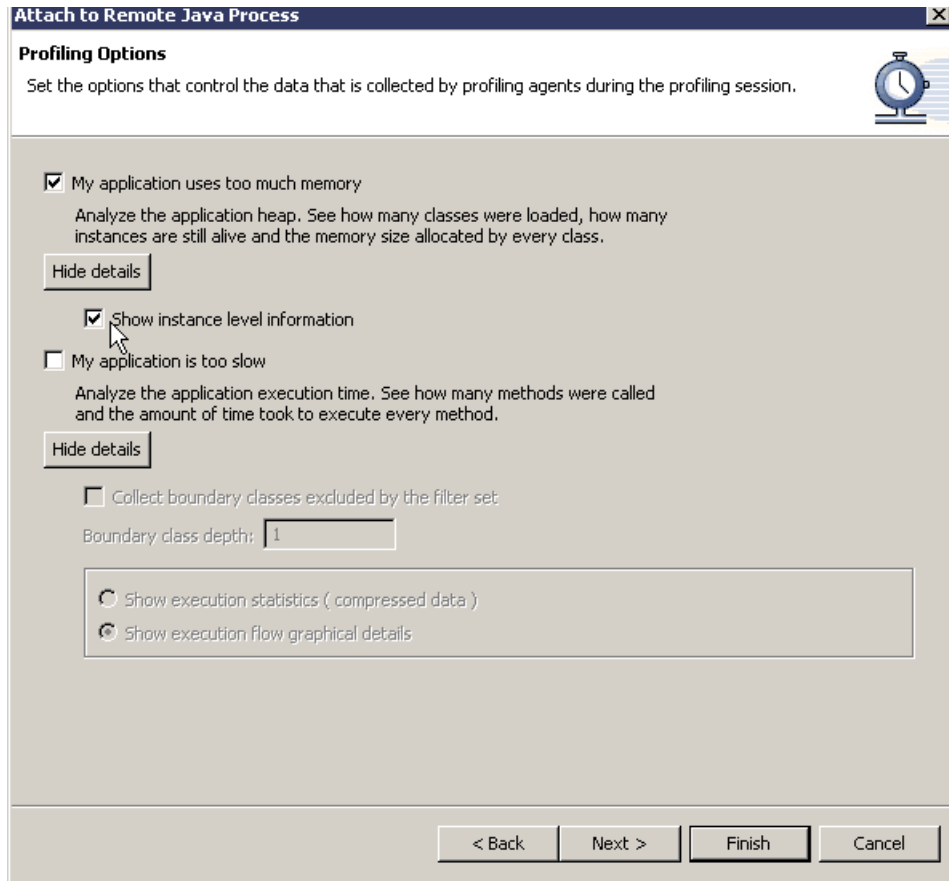 Attach to Remote Java Process
Profiling Options
Set the options that control the data that is collected by profiling agents during the profiling session.
My application uses too much memory
Analyze the application heap. See how many classes were loaded, how many
instances are still alive and the memory size allocated by every class.
Hide details
Show instance level information
My application is too slow
Analyze the application execution time. See how many methods were called
and the amount of time took to execute every method.
Hide details
Collect boundary classes excluded by the filter set
Boundary class depth: 1
Show execution statistics ( compressed data )
Show execution flow graphical details
< Back Next > Finish Cancel